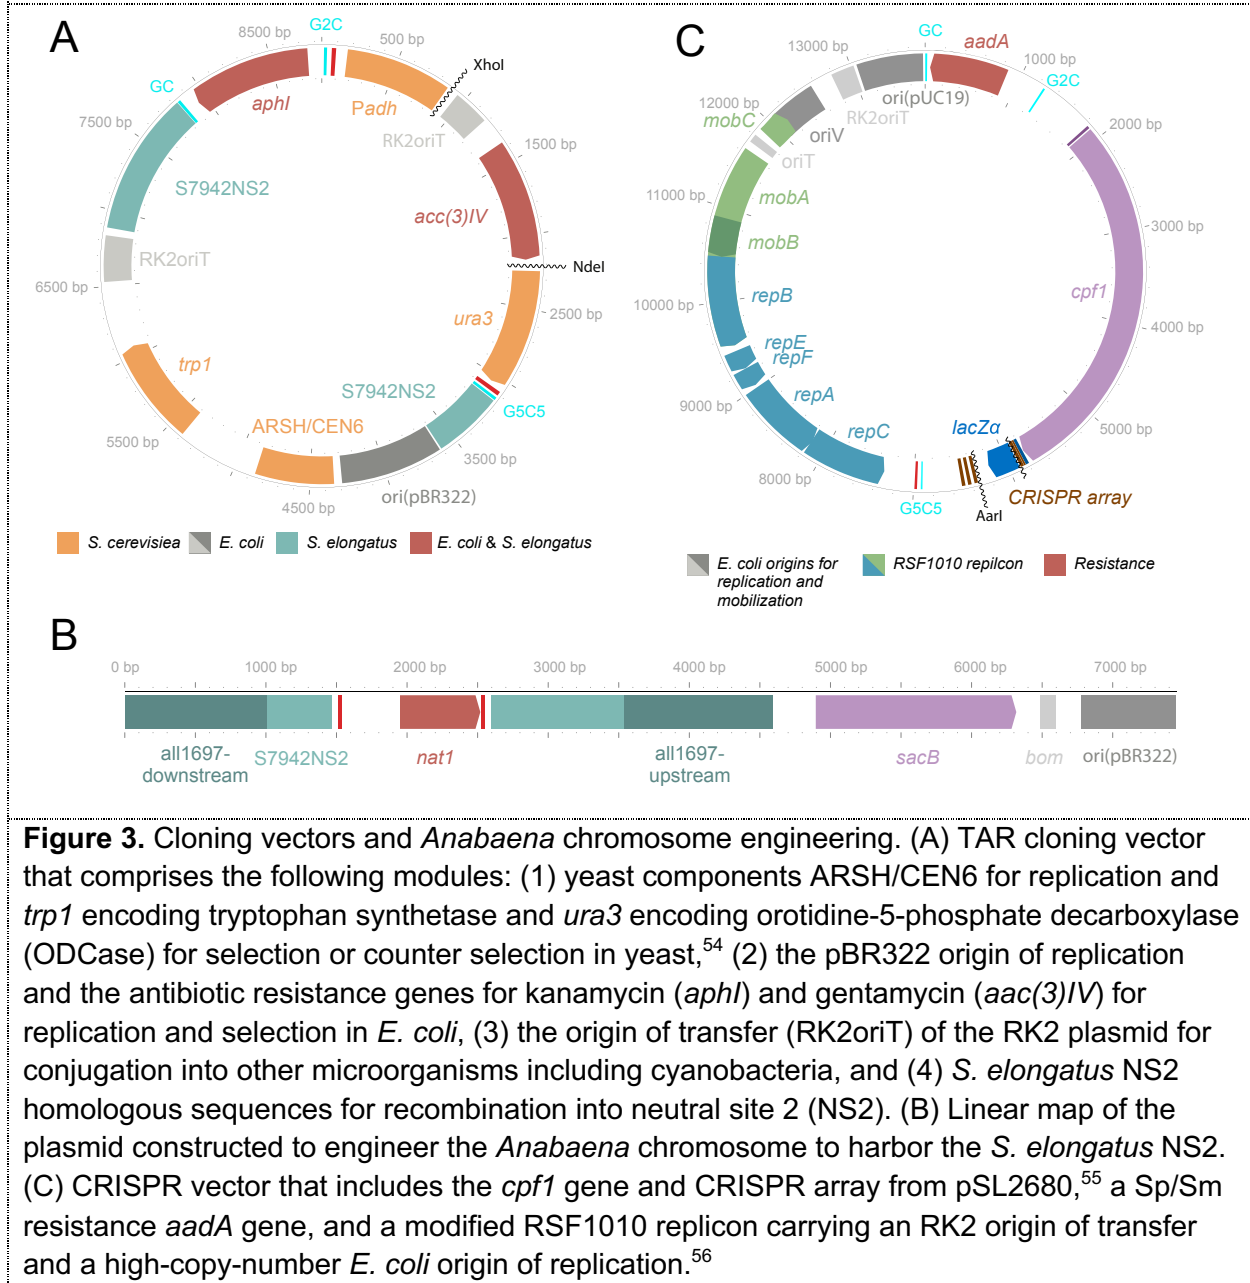 A
8500 bp
G2C
500 bp
XhoI
GC
aphI
Padh
RK2oriT
7500 bp
1500 bp
S7942NS2
acc(3)IV
RK2oriT
NdeI
6500 bp
ura3
2500 bp
trp1
S7942NS2
G5C5
ARSH/CEN6
5500 bp
3500 bp
ori(pBR322)
4500 bp
S. cerevisiea
E. coli
S. elongatus
E. coli & S. elongatus
C
GC
aadA
13000 bp
1000 bp
G2C
ori(pUC19)
12000 bp
RK2oriT
mobC
oriV
2000 bp
oriT
11000 bp
mobA
3000 bp
mobB
cpf1
repB
10000 bp
4000 bp
repE
repF
repA
9000 bp
lacZα
5000 bp
repC
8000 bp
CRISPR array
G5C5
AarI
E. coli origins for
replication and
mobilization
RSF1010 repilcon
Resistance
B
0 bp 1000 bp 2000 bp 3000 bp 4000 bp 5000 bp 6000 bp 7000 bp
all1697-
downstream
S7942NS2
nat1
all1697-
upstream
sacB
bom
ori(pBR322)
Figure 3. Cloning vectors and Anabaena chromosome engineering. (A) TAR cloning vector
that comprises the following modules: (1) yeast components ARSH/CEN6 for replication and
trp1 encoding tryptophan synthetase and ura3 encoding orotidine-5-phosphate decarboxylase
(ODCase) for selection or counter selection in yeast,54 (2) the pBR322 origin of replication
and the antibiotic resistance genes for kanamycin (aphI) and gentamycin (aac(3)IV) for
replication and selection in E. coli, (3) the origin of transfer (RK2oriT) of the RK2 plasmid for
conjugation into other microorganisms including cyanobacteria, and (4) S. elongatus NS2
homologous sequences for recombination into neutral site 2 (NS2). (B) Linear map of the
plasmid constructed to engineer the Anabaena chromosome to harbor the S. elongatus NS2.
(C) CRISPR vector that includes the cpf1 gene and CRISPR array from pSL2680,55 a Sp/Sm
resistance aadA gene, and a modified RSF1010 replicon carrying an RK2 origin of transfer
and a high-copy-number E. coli origin of replication.56